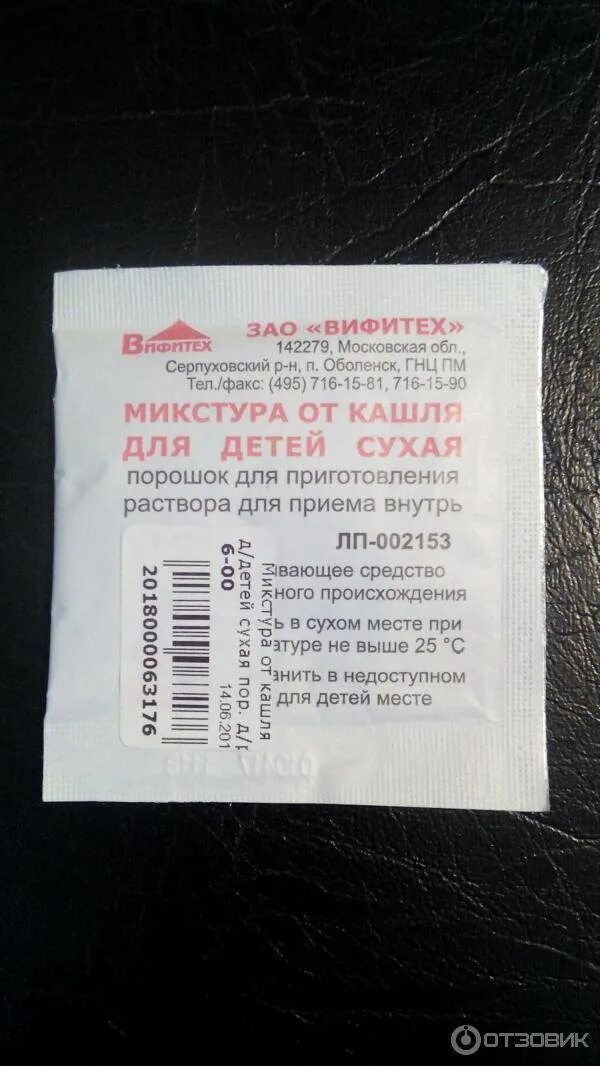 ВИФИТЕХ
ЗАО «ВИФИТЕХ»
142279, Московская обл.,
Серпуховский р-н, п. Оболенск, ГНЦ ПМ
Тел./факс: (495) 716-15-81, 716-15-90
МИКСТУРА ОТ КАШЛЯ
ДЛЯ ДЕТЕЙ СУХАЯ
порошок для приготовления
раствора для приема внутрь
ЛП-002153
ивающее средство
ного происхождения
ь в сухом месте при
атуре не выше 25 °C
анить в недоступном
для детей месте
Микстура от кашля
д/детей сухая пор. д/р
6-00
14.06.201
2018000063176
ОТЗОВИК